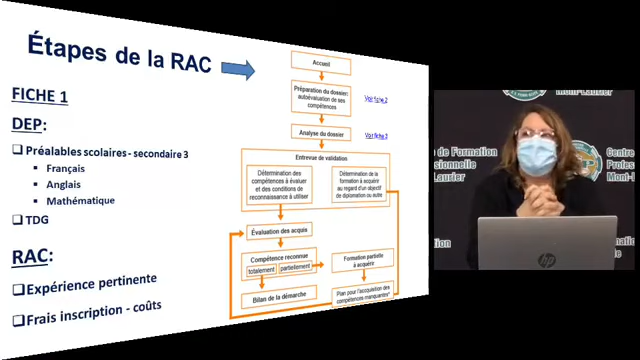 Étapes de la RAC
FICHE 1
DEP:
Préalables scolaires - secondaire 3
Français
Anglais
Mathématique
TDG
RAC:
Expérience pertinente
Frais inscription - coûts
Accueil
Préparation du dossier:
autoévaluation de ses
compétences
Voir fiche 2
Analyse du dossier
Voir fiche 3
Entrevue de validation
Détermination des
compétences à évaluer
et des conditions de
reconnaissance à utiliser
Détermination de la
formation à acquérir
au regard d'un objectif
de diplomation ou autre
Évaluation des acquis
Compétence reconnue
totalement
partiellement
Formation partielle
à acquérir
Bilan de la démarche
Plan pour l'acquisition des
compétences manquantes*
Mont-Laurier
e de Formation
sionnelle
Laurier
Centre
Profes
Mont-L
hp